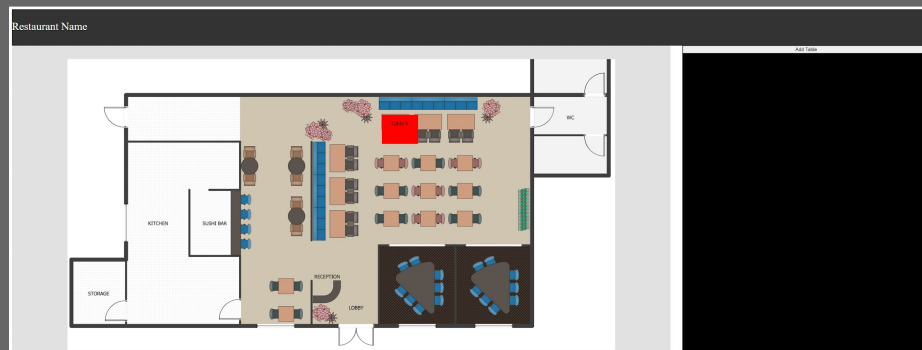 Restaurant Name
Add Table
WC
KITCHEN
SUSHI BAR
RECEPTION
STORAGE
LOBBY